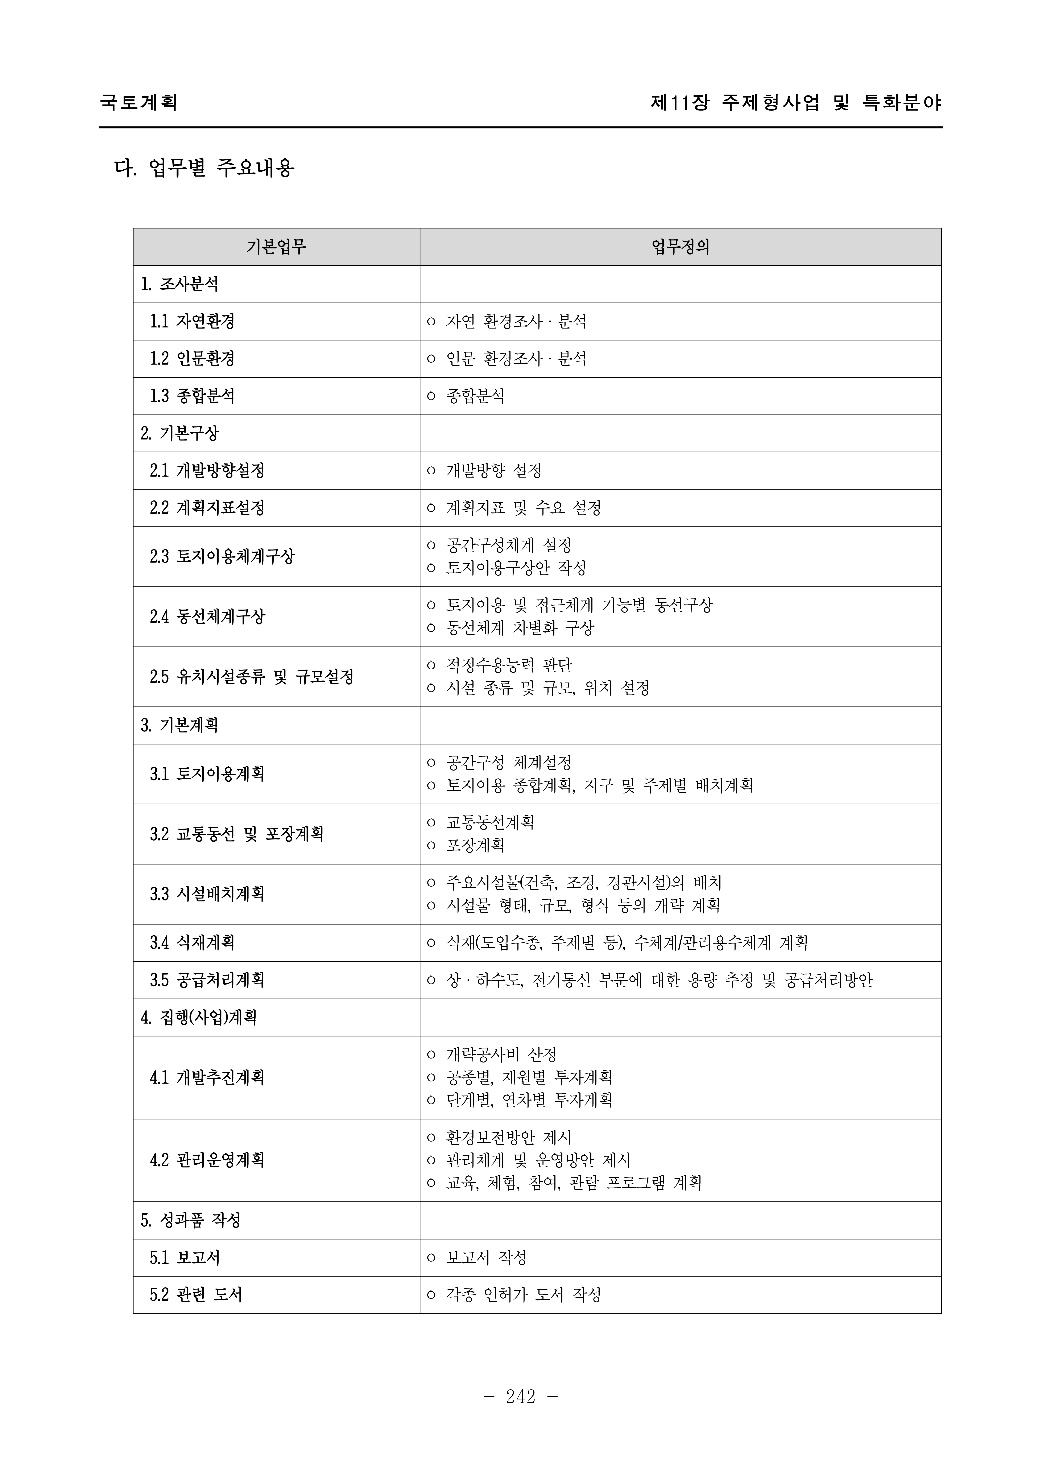 국토계획
제11장 주제형사업 및 특화분야
다. 업무별 주요내용
기본업무
업무정의
1. 조사분석
1.1 자연환경
○ 자연 환경조사·분석
1.2 인문환경
○ 인문 환경조사·분석
1.3 종합분석
○ 종합분석
2. 기본구상
2.1 개발방향설정
○ 개발방향 설정
2.2 계획지표설정
○ 계획지표 및 수요 설정
2.3 토지이용체계구상
○ 공간구성체계 설정
○ 토지이용구상안 작성
2.4 동선체계구상
○ 토지이용 및 접근체계 기능별 동선구상
○ 동선체계 차별화 구상
2.5 유치시설종류 및 규모설정
○ 적정수용능력 판단
○ 시설 종류 및 규모, 위치 설정
3. 기본계획
3.1 토지이용계획
○ 공간구성 체계설정
○ 토지이용 종합계획, 지구 및 주제별 배치계획
3.2 교통동선 및 포장계획
○ 교통동선계획
○ 포장계획
3.3 시설배치계획
○ 주요시설물(건축, 조경, 경관시설)의 배치
○ 시설물 형태, 규모, 형식 등의 개략 계획
3.4 식재계획
○ 식재(도입수종, 주제별 등), 수체계/관리용수체계 계획
3.5 공급처리계획
○ 상·하수도, 전기통신 부문에 대한 용량 추정 및 공급처리방안
4. 집행(사업)계획
4.1 개발추진계획
○ 개략공사비 산정
○ 공종별, 재원별 투자계획
○ 단계별, 연차별 투자계획
4.2 관리운영계획
○ 환경보전방안 제시
○ 관리체계 및 운영방안 제시
○ 교육, 체험, 참여, 관람 프로그램 계획
5. 성과품 작성
5.1 보고서
○ 보고서 작성
5.2 관련 도서
○ 각종 인허가 도서 작성
- 242 -